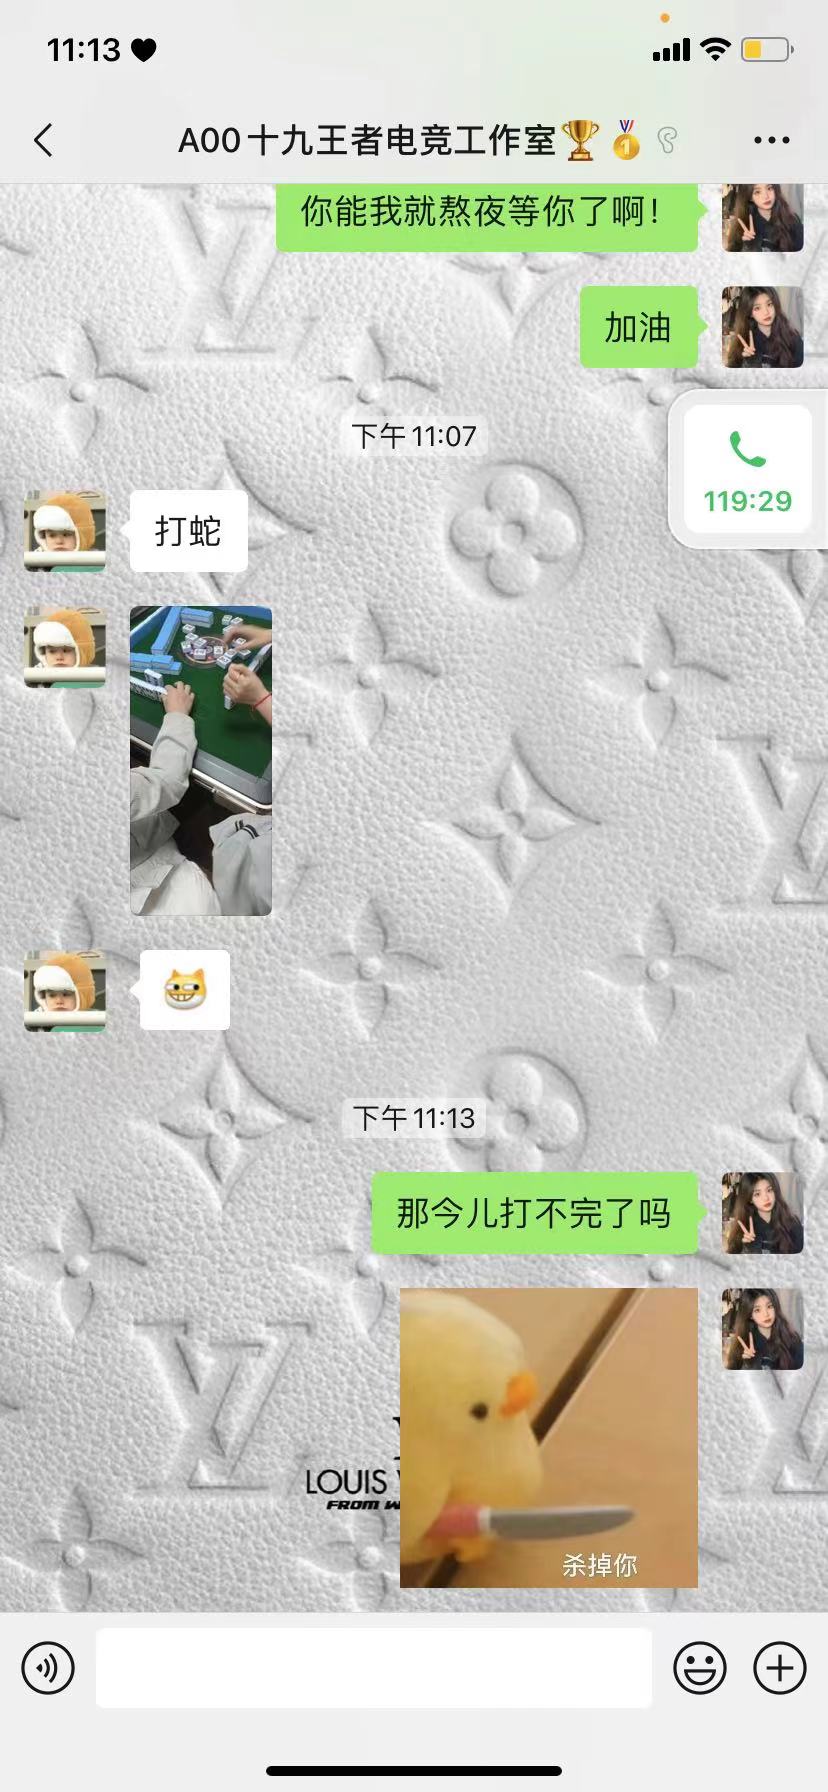 11:13
A00十九王者电竞工作室
你能我就熬夜等你了啊！
加油
下午 11:07
119:29
打蛇
下午 11:13
那今儿打不完了吗
LOUIS
FROM
杀掉你